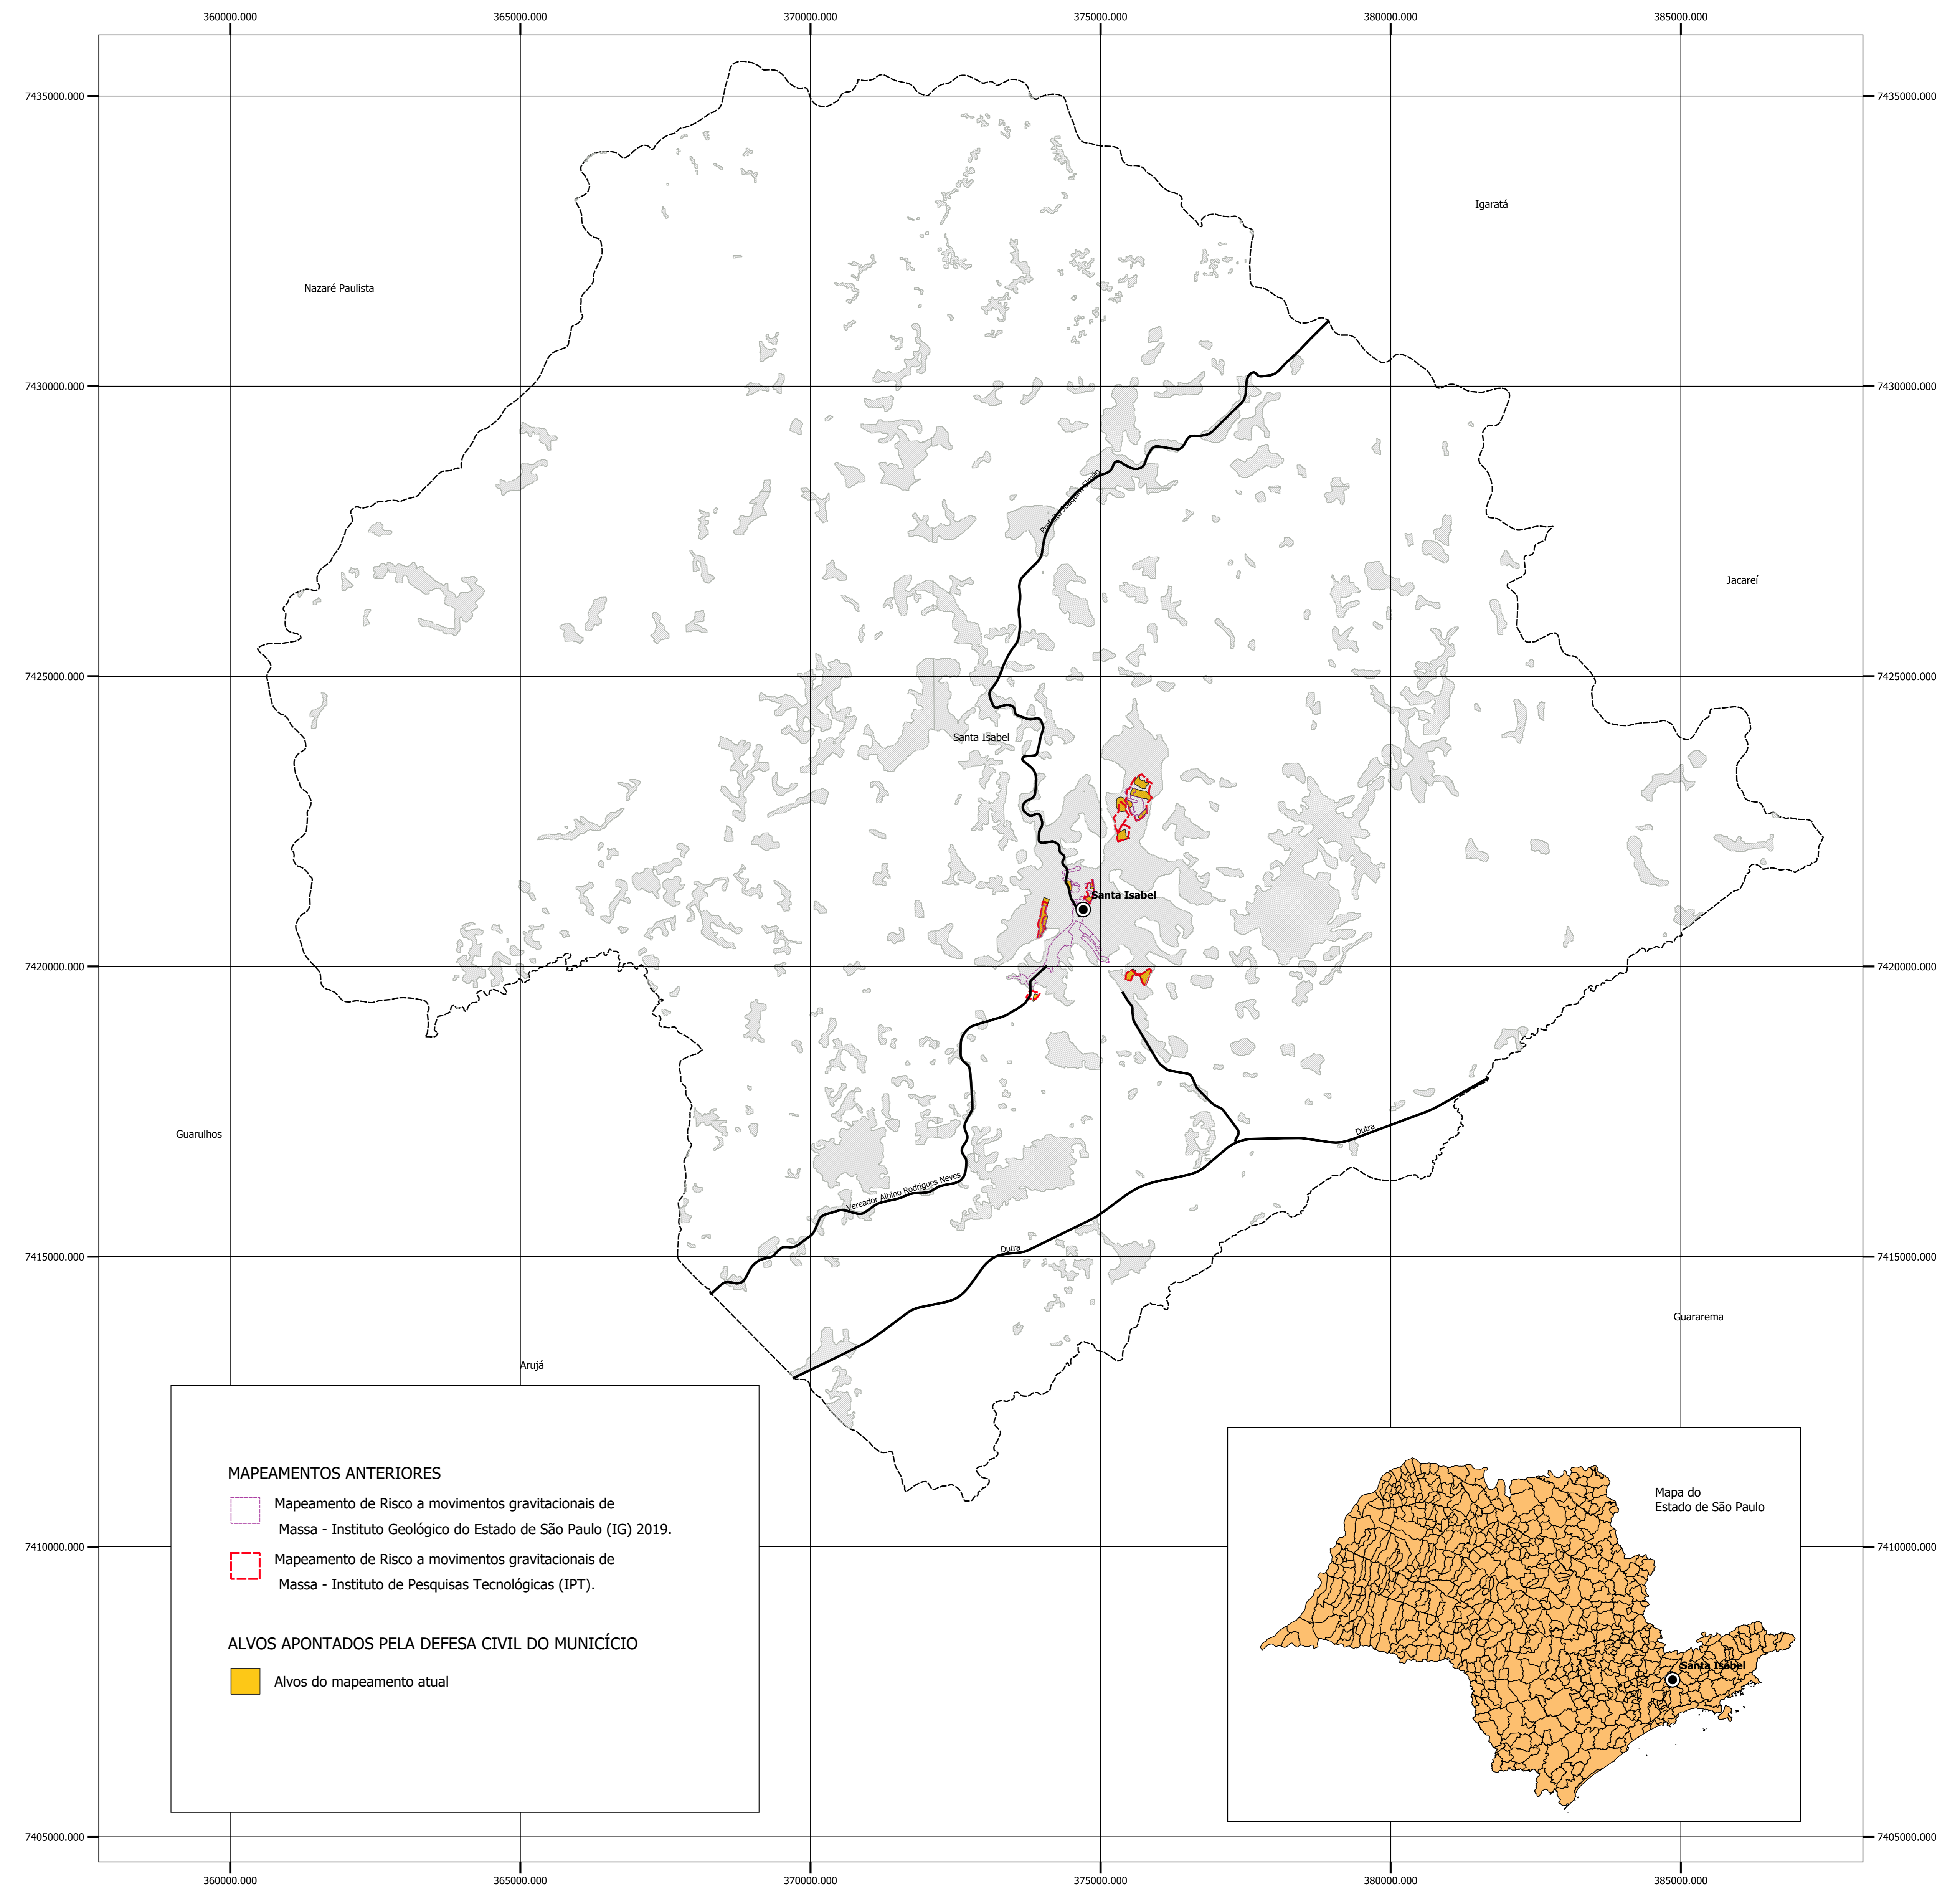 360000.000 365000.000 370000.000 375000.000 380000.000 385000.000
7435000.000 7435000.000
Igaratá
Nazaré Paulista
7430000.000 7430000.000
Prefeito Joaquim Simão
Jacareí
7425000.000 7425000.000
Santa Isabel
Santa Isabel
7420000.000 7420000.000
Guarulhos
Dutra
Vereador Albino Rodrigues Neves
Dutra
7415000.000 7415000.000
Guararema
Arujá
MAPEAMENTOS ANTERIORES
Mapeamento de Risco a movimentos gravitacionais de
Massa - Instituto Geológico do Estado de São Paulo (IG) 2019.
Mapeamento de Risco a movimentos gravitacionais de
Massa - Instituto de Pesquisas Tecnológicas (IPT).
ALVOS APONTADOS PELA DEFESA CIVIL DO MUNICÍCIO
Alvos do mapeamento atual
Mapa do
Estado de São Paulo
7410000.000 7410000.000
Santa Isabel
7405000.000 7405000.000
360000.000 365000.000 370000.000 375000.000 380000.000 385000.000